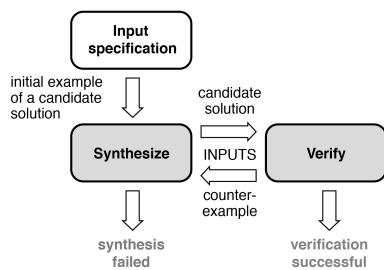 Input
specification
initial example
of a candidate
solution
candidate
solution
Synthesize
INPUTS
Verify
counter-
example
synthesis
failed
verification
successful